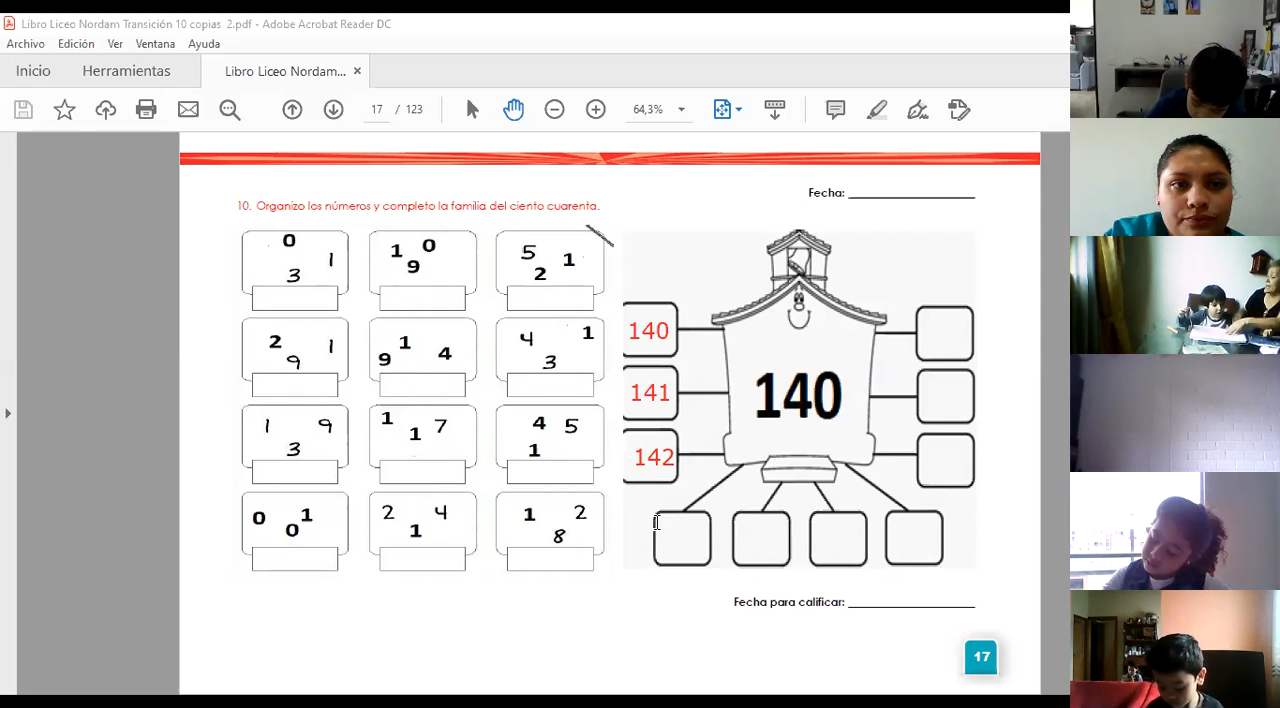 Libro Liceo Nordam Transición 10 copias 2.pdf - Adobe Acrobat Reader DC
Archivo Edición Ver Ventana Ayuda
Inicio Herramientas Libro Liceo Nordam... ×
17 / 123 64,3%
Fecha: ____________
10. Organizo los números y completo la familia del ciento cuarenta.
0 3 1
1 9 0
5 2 1
2 9 1
9 1 4
4 3 1
1 3 9
1 1 7
4 1 5
0 0 1
2 1 4
1 8 2
140
141
142
140
Fecha para calificar: ____________
17